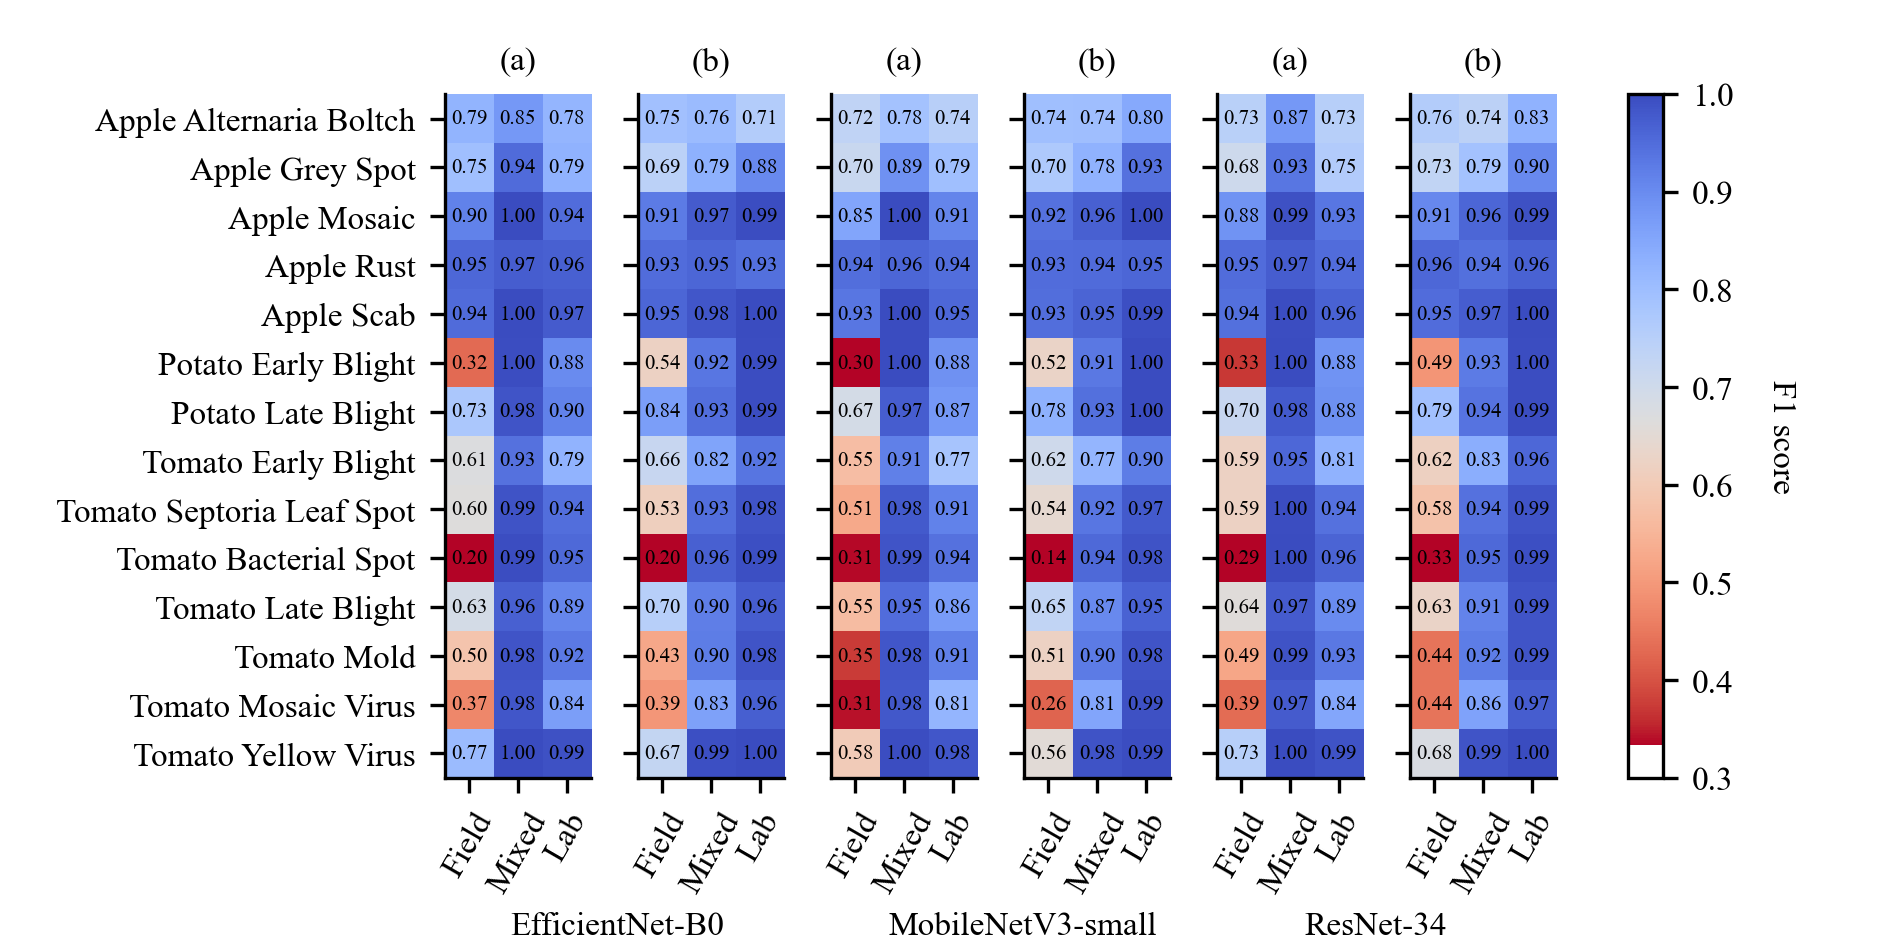 (a) (b) (a) (b) (a) (b)
Apple Alternaria Boltch 0.79 0.85 0.78 0.75 0.76 0.71 0.72 0.78 0.74 0.74 0.74 0.80 0.73 0.87 0.73 0.76 0.74 0.83
Apple Grey Spot 0.75 0.94 0.79 0.69 0.79 0.88 0.70 0.89 0.79 0.70 0.78 0.93 0.68 0.93 0.75 0.73 0.79 0.90
Apple Mosaic 0.90 1.00 0.94 0.91 0.97 0.99 0.85 1.00 0.91 0.92 0.96 1.00 0.88 0.99 0.93 0.91 0.96 0.99
Apple Rust 0.95 0.97 0.96 0.93 0.95 0.93 0.94 0.96 0.94 0.93 0.94 0.95 0.95 0.97 0.94 0.96 0.94 0.96
Apple Scab 0.94 1.00 0.97 0.95 0.98 1.00 0.93 1.00 0.95 0.93 0.95 0.99 0.94 1.00 0.96 0.95 0.97 1.00
Potato Early Blight 0.32 1.00 0.88 0.54 0.92 0.99 0.30 1.00 0.88 0.52 0.91 1.00 0.33 1.00 0.88 0.49 0.93 1.00
Potato Late Blight 0.73 0.98 0.90 0.84 0.93 0.99 0.67 0.97 0.87 0.78 0.93 1.00 0.70 0.98 0.88 0.79 0.94 0.99
Tomato Early Blight 0.61 0.93 0.79 0.66 0.82 0.92 0.55 0.91 0.77 0.62 0.77 0.90 0.59 0.95 0.81 0.62 0.83 0.96
Tomato Septoria Leaf Spot 0.60 0.99 0.94 0.53 0.93 0.98 0.51 0.98 0.91 0.54 0.92 0.97 0.59 1.00 0.94 0.58 0.94 0.99
Tomato Bacterial Spot 0.20 0.99 0.95 0.20 0.96 0.99 0.31 0.99 0.94 0.14 0.94 0.98 0.29 1.00 0.96 0.33 0.95 0.99
Tomato Late Blight 0.63 0.96 0.89 0.70 0.90 0.96 0.55 0.95 0.86 0.65 0.87 0.95 0.64 0.97 0.89 0.63 0.91 0.99
Tomato Mold 0.50 0.98 0.92 0.43 0.90 0.98 0.35 0.98 0.91 0.51 0.90 0.98 0.49 0.99 0.93 0.44 0.92 0.99
Tomato Mosaic Virus 0.37 0.98 0.84 0.39 0.83 0.96 0.31 0.98 0.81 0.26 0.81 0.99 0.39 0.97 0.84 0.44 0.86 0.97
Tomato Yellow Virus 0.77 1.00 0.99 0.67 0.99 1.00 0.58 1.00 0.98 0.56 0.98 0.99 0.73 1.00 0.99 0.68 0.99 1.00
Field Mixed Lab Field Mixed Lab Field Mixed Lab Field Mixed Lab Field Mixed Lab Field Mixed Lab
EfficientNet-B0 MobileNetV3-small ResNet-34
1.0
0.9
0.8
0.7
0.6
0.5
0.4
0.3
F1 score